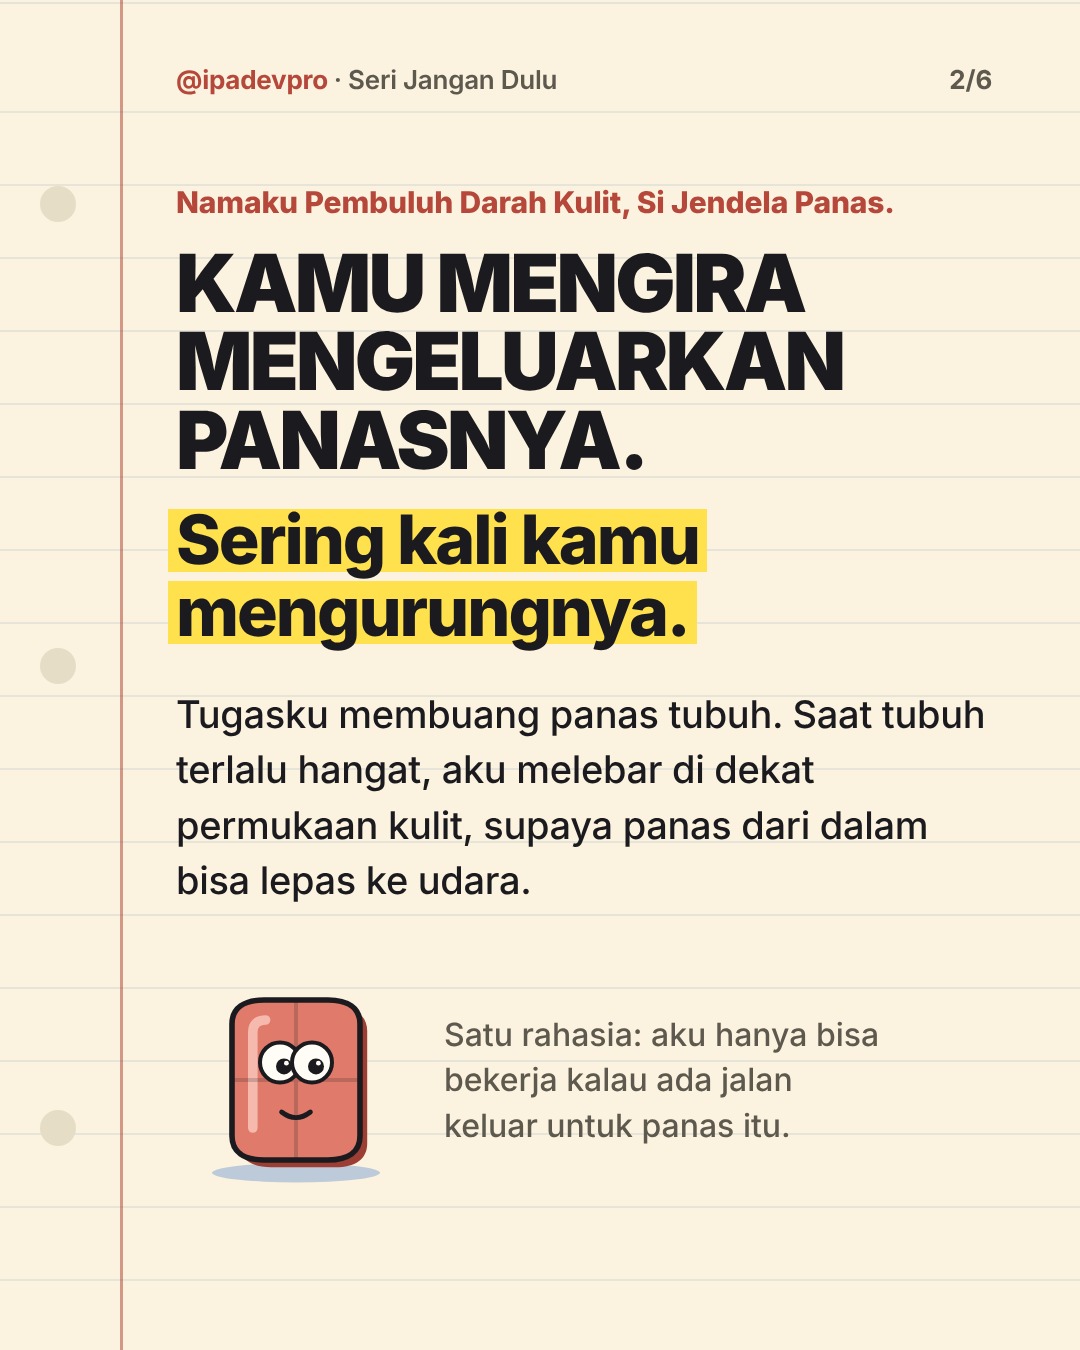 @ipadevpro · Seri Jangan Dulu
2/6
Namaku Pembuluh Darah Kulit, Si Jendela Panas.
KAMU MENGIRA
MENGELUARKAN
PANASNYA.
Sering kali kamu
mengurungnya.
Tugasku membuang panas tubuh. Saat tubuh
terlalu hangat, aku melebar di dekat
permukaan kulit, supaya panas dari dalam
bisa lepas ke udara.
Satu rahasia: aku hanya bisa
bekerja kalau ada jalan
keluar untuk panas itu.